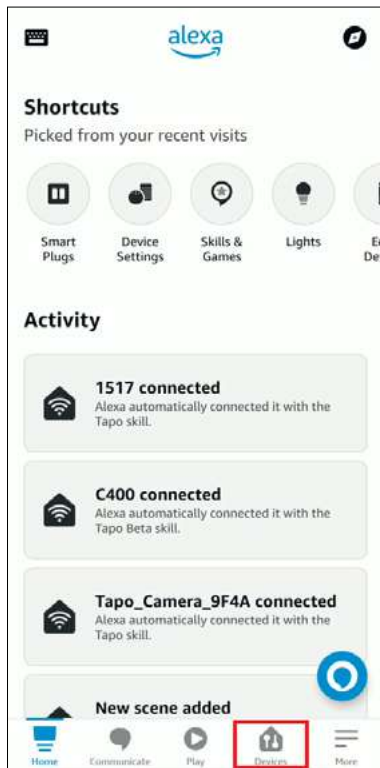 alexa
Shortcuts
Picked from your recent visits
Smart
Plugs
Device
Settings
Skills &
Games
Lights
E
De
Activity
1517 connected
Alexa automatically connected it with the
Tapo skill.
C400 connected
Alexa automatically connected it with the
Tapo Beta skill.
Tapo_Camera_9F4A connected
Alexa automatically connected it with the
Tapo skill.
New scene added
Home
Communicate
Play
Devices
More